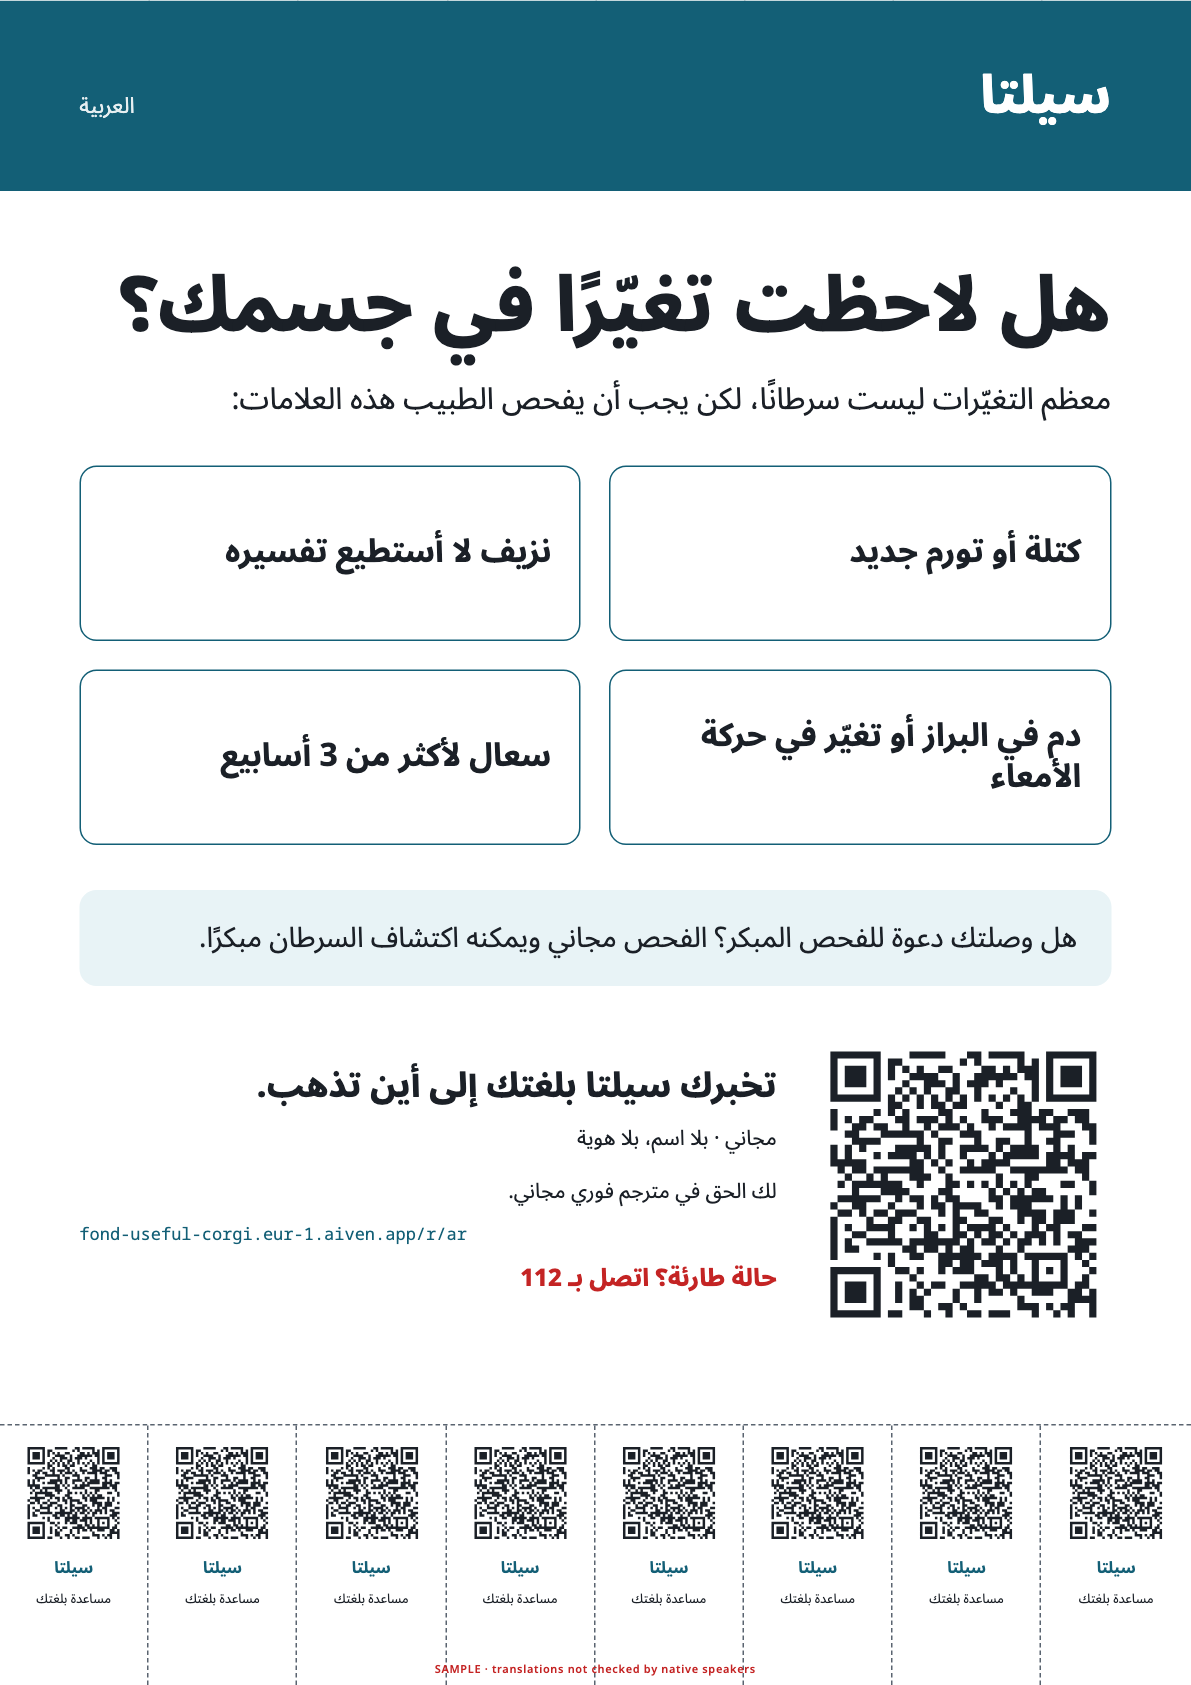 سيلتا
العربية
هل لاحظت تغيّرًا في جسمك؟
معظم التغيّرات ليست سرطانًا، لكن يجب أن يفحص الطبيب هذه العلامات:
كتلة أو تورم جديد
نزيف لا أستطيع تفسيره
دم في البراز أو تغيّر في حركة
الأمعاء
سعال لأكثر من 3 أسابيع
هل وصلتك دعوة للفحص المبكر؟ الفحص مجاني ويمكنه اكتشاف السرطان مبكرًا.
تخبرك سيلتا بلغتك إلى أين تذهب.
مجاني · بلا اسم، بلا هوية
لك الحق في مترجم فوري مجاني.
fond-useful-corgi.eur-1.aiven.app/r/ar
حالة طارئة؟ اتصل بـ 112
سيلتا
مساعدة بلغتك
سيلتا
مساعدة بلغتك
سيلتا
مساعدة بلغتك
سيلتا
مساعدة بلغتك
سيلتا
مساعدة بلغتك
سيلتا
مساعدة بلغتك
سيلتا
مساعدة بلغتك
سيلتا
مساعدة بلغتك
SAMPLE · translations not checked by native speakers